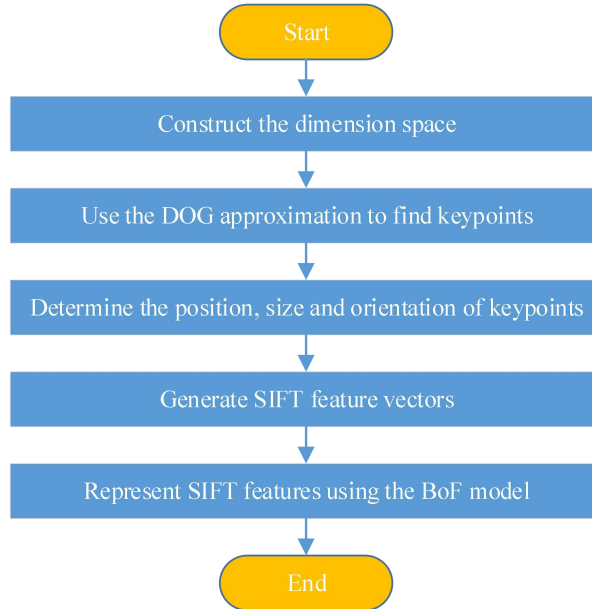 Start
Construct the dimension space
Use the DOG approximation to find keypoints
Determine the position, size and orientation of keypoints
Generate SIFT feature vectors
Represent SIFT features using the BoF model
End